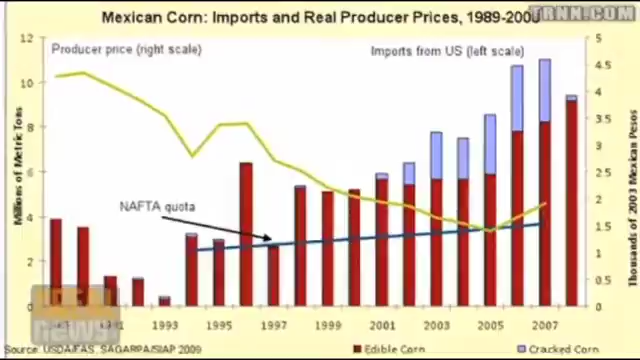 Mexican Corn: Imports and Real Producer Prices, 1989-200
TRNN.COM
Producer price (right scale)
Imports from US (left scale)
NAFTA quota
Millions of Metric Tons
12
10
8
6
4
2
0
Thousands of 2003 Mexican Pesos
5
4.5
4
3.5
3
2.5
2
1.5
1
0.5
0
1991
1993
1995
1997
1999
2001
2003
2005
2007
news
Source: USDA/FAS, SAGARPA/SIAP 2009
Edible Corn
Cracked Corn